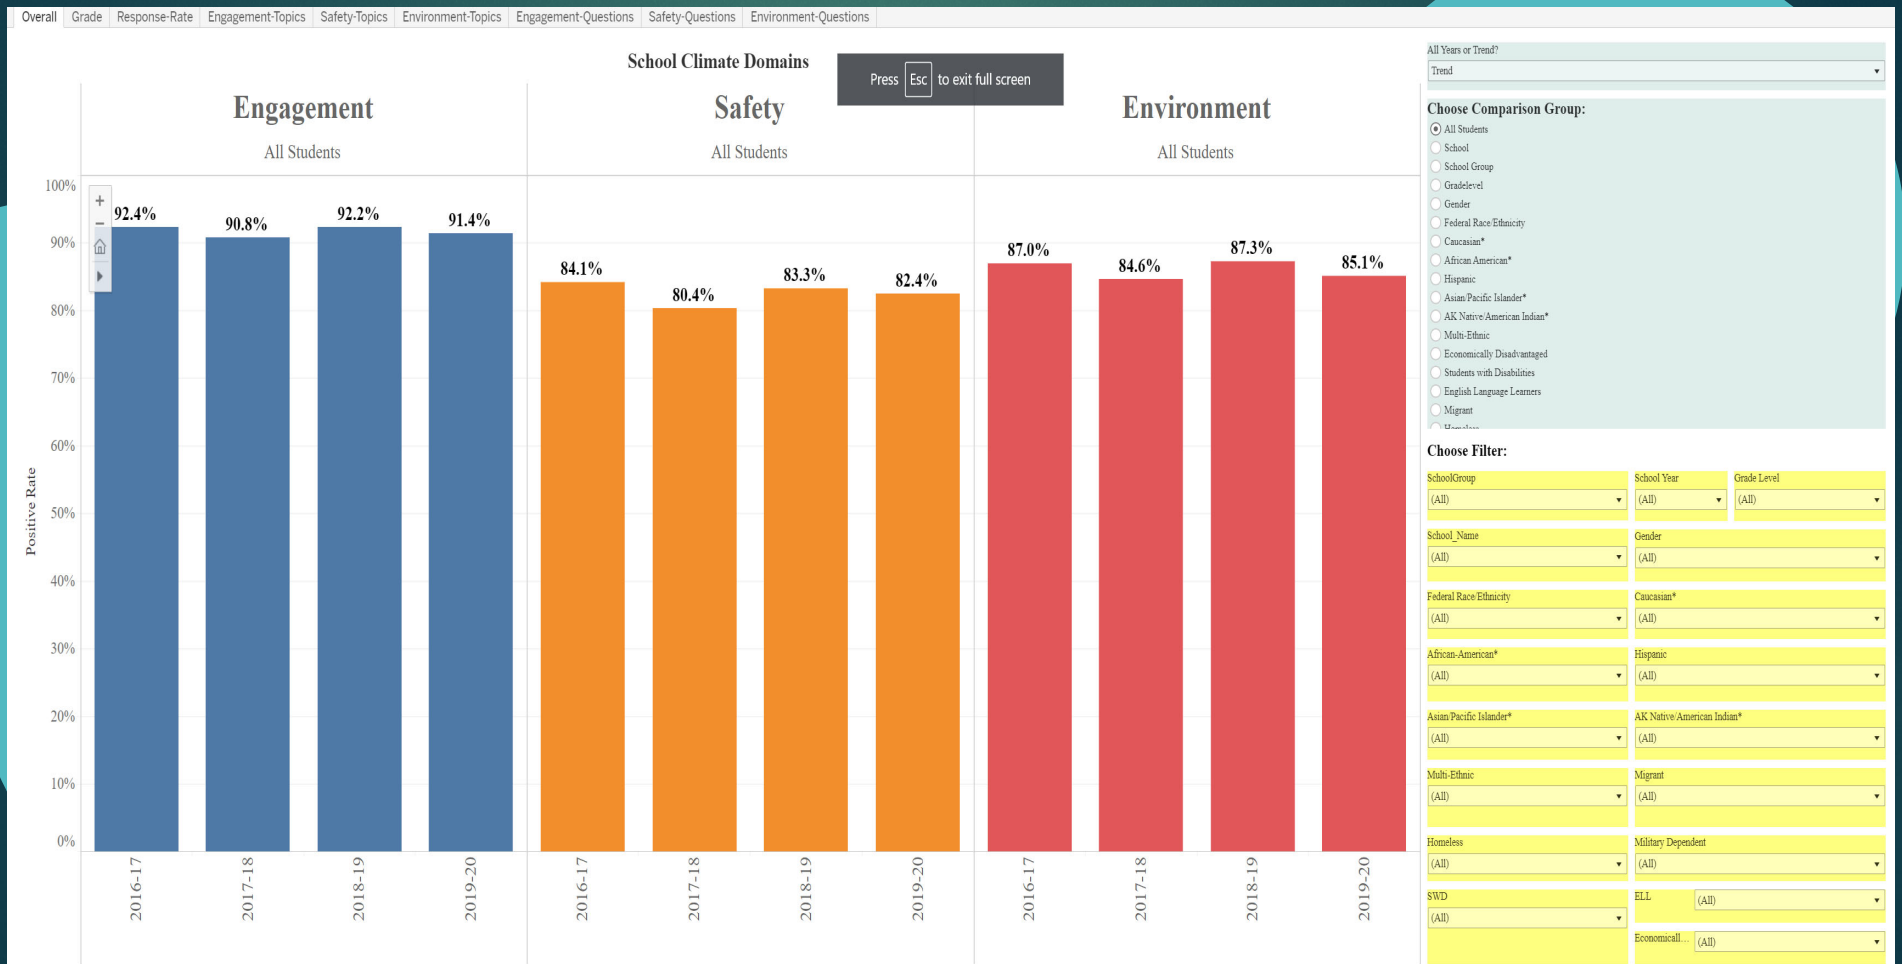 Overall Grade Response-Rate Engagement-Topics Safety-Topics Environment-Topics Engagement-Questions Safety-Questions Environment-Questions
School Climate Domains
Press Esc to exit full screen
Engagement Safety Environment
All Students All Students All Students
100%
90%
80%
70%
60%
50%
40%
30%
20%
10%
0%
Positive Rate
92.4% 90.8% 92.2% 91.4%
84.1% 80.4% 83.3% 82.4%
87.0% 84.6% 87.3% 85.1%
2016-17 2017-18 2018-19 2019-20 2016-17 2017-18 2018-19 2019-20 2016-17 2017-18 2018-19 2019-20
All Years or Trend?
Trend
Choose Comparison Group:
All Students
School
School Group
Gradelevel
Gender
Federal Race/Ethnicity
Caucasian*
African American*
Hispanic
Asian/Pacific Islander*
AK Native/American Indian*
Multi-Ethnic
Economically Disadvantaged
Students with Disabilities
English Language Learners
Migrant
Homeless
Choose Filter:
SchoolGroup School Year Grade Level
(All) (All) (All)
School_Name Gender
(All) (All)
Federal Race/Ethnicity Caucasian*
(All) (All)
African-American* Hispanic
(All) (All)
Asian/Pacific Islander* AK Native/American Indian*
(All) (All)
Multi-Ethnic Migrant
(All) (All)
Homeless Military Dependent
(All) (All)
SWD ELL (All)
(All)
Economicall... (All)